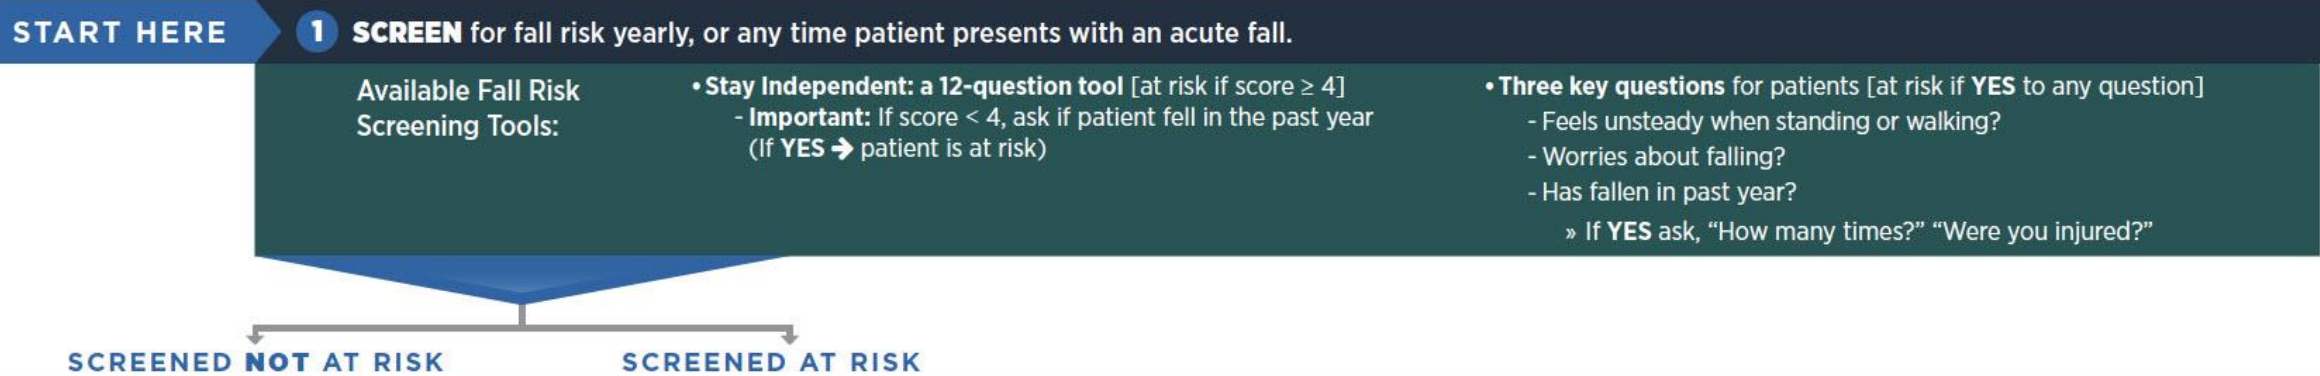 START HERE
1 SCREEN for fall risk yearly, or any time patient presents with an acute fall.
Available Fall Risk
Screening Tools:
• Stay Independent: a 12-question tool [at risk if score ≥ 4]
- Important: If score < 4, ask if patient fell in the past year
(If YES ➔ patient is at risk)
• Three key questions for patients [at risk if YES to any question]
- Feels unsteady when standing or walking?
- Worries about falling?
- Has fallen in past year?
» If YES ask, “How many times?” “Were you injured?”
SCREENED NOT AT RISK
SCREENED AT RISK